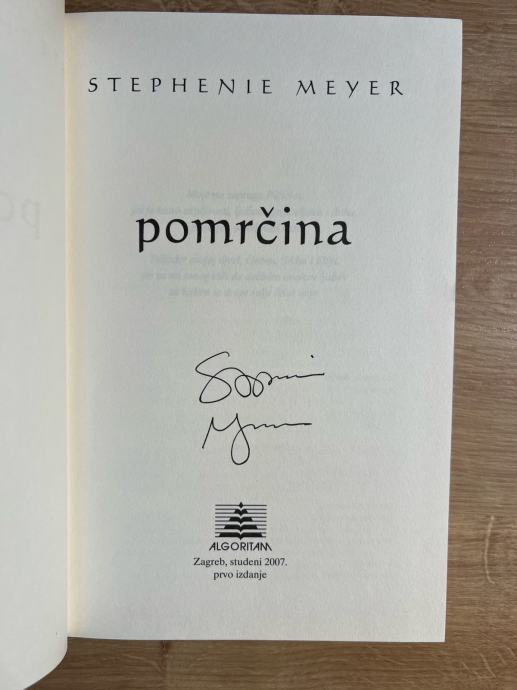 STEPHENIE MEYER
pomrčina
ALGORITAM
Zagreb, studeni 2007.
prvo izdanje